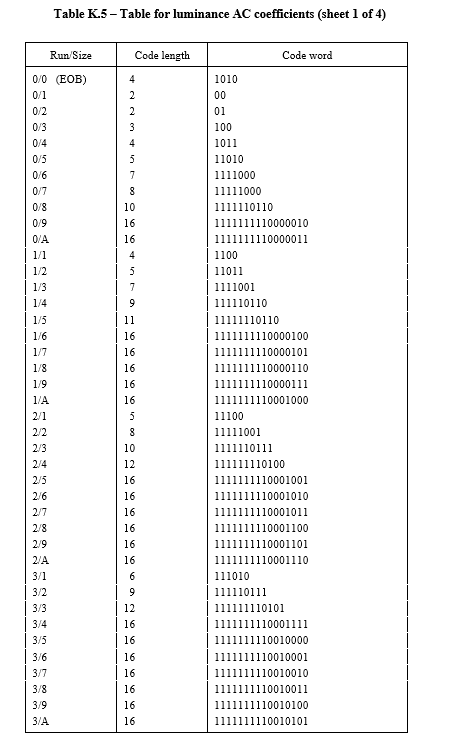 Table K.5 – Table for luminance AC coefficients (sheet 1 of 4)
Run/Size Code length Code word
0/0 (EOB) 4 1010
0/1 2 00
0/2 2 01
0/3 3 100
0/4 4 1011
0/5 5 11010
0/6 7 1111000
0/7 8 11111000
0/8 10 1111110110
0/9 16 1111111110000010
0/A 16 1111111110000011
1/1 4 1100
1/2 5 11011
1/3 7 1111001
1/4 9 111110110
1/5 11 11111110110
1/6 16 1111111110000100
1/7 16 1111111110000101
1/8 16 1111111110000110
1/9 16 1111111110000111
1/A 16 1111111110001000
2/1 5 11100
2/2 8 11111001
2/3 10 1111110111
2/4 12 111111110100
2/5 16 1111111110001001
2/6 16 1111111110001010
2/7 16 1111111110001011
2/8 16 1111111110001100
2/9 16 1111111110001101
2/A 16 1111111110001110
3/1 6 111010
3/2 9 111110111
3/3 12 111111110101
3/4 16 1111111110001111
3/5 16 1111111110010000
3/6 16 1111111110010001
3/7 16 1111111110010010
3/8 16 1111111110010011
3/9 16 1111111110010100
3/A 16 1111111110010101